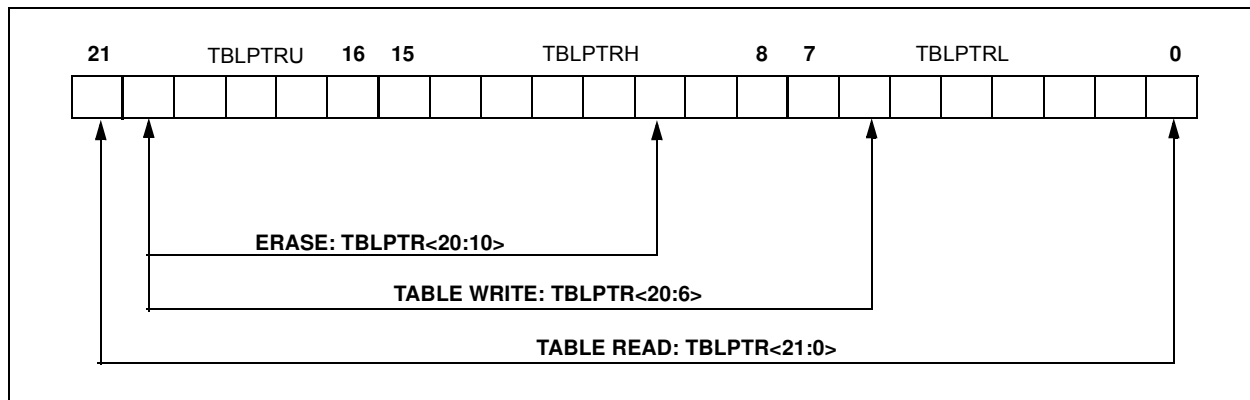 21 TBLPTRU 16 15 TBLPTRH 8 7 TBLPTRL 0
ERASE: TBLPTR<20:10>
TABLE WRITE: TBLPTR<20:6>
TABLE READ: TBLPTR<21:0>